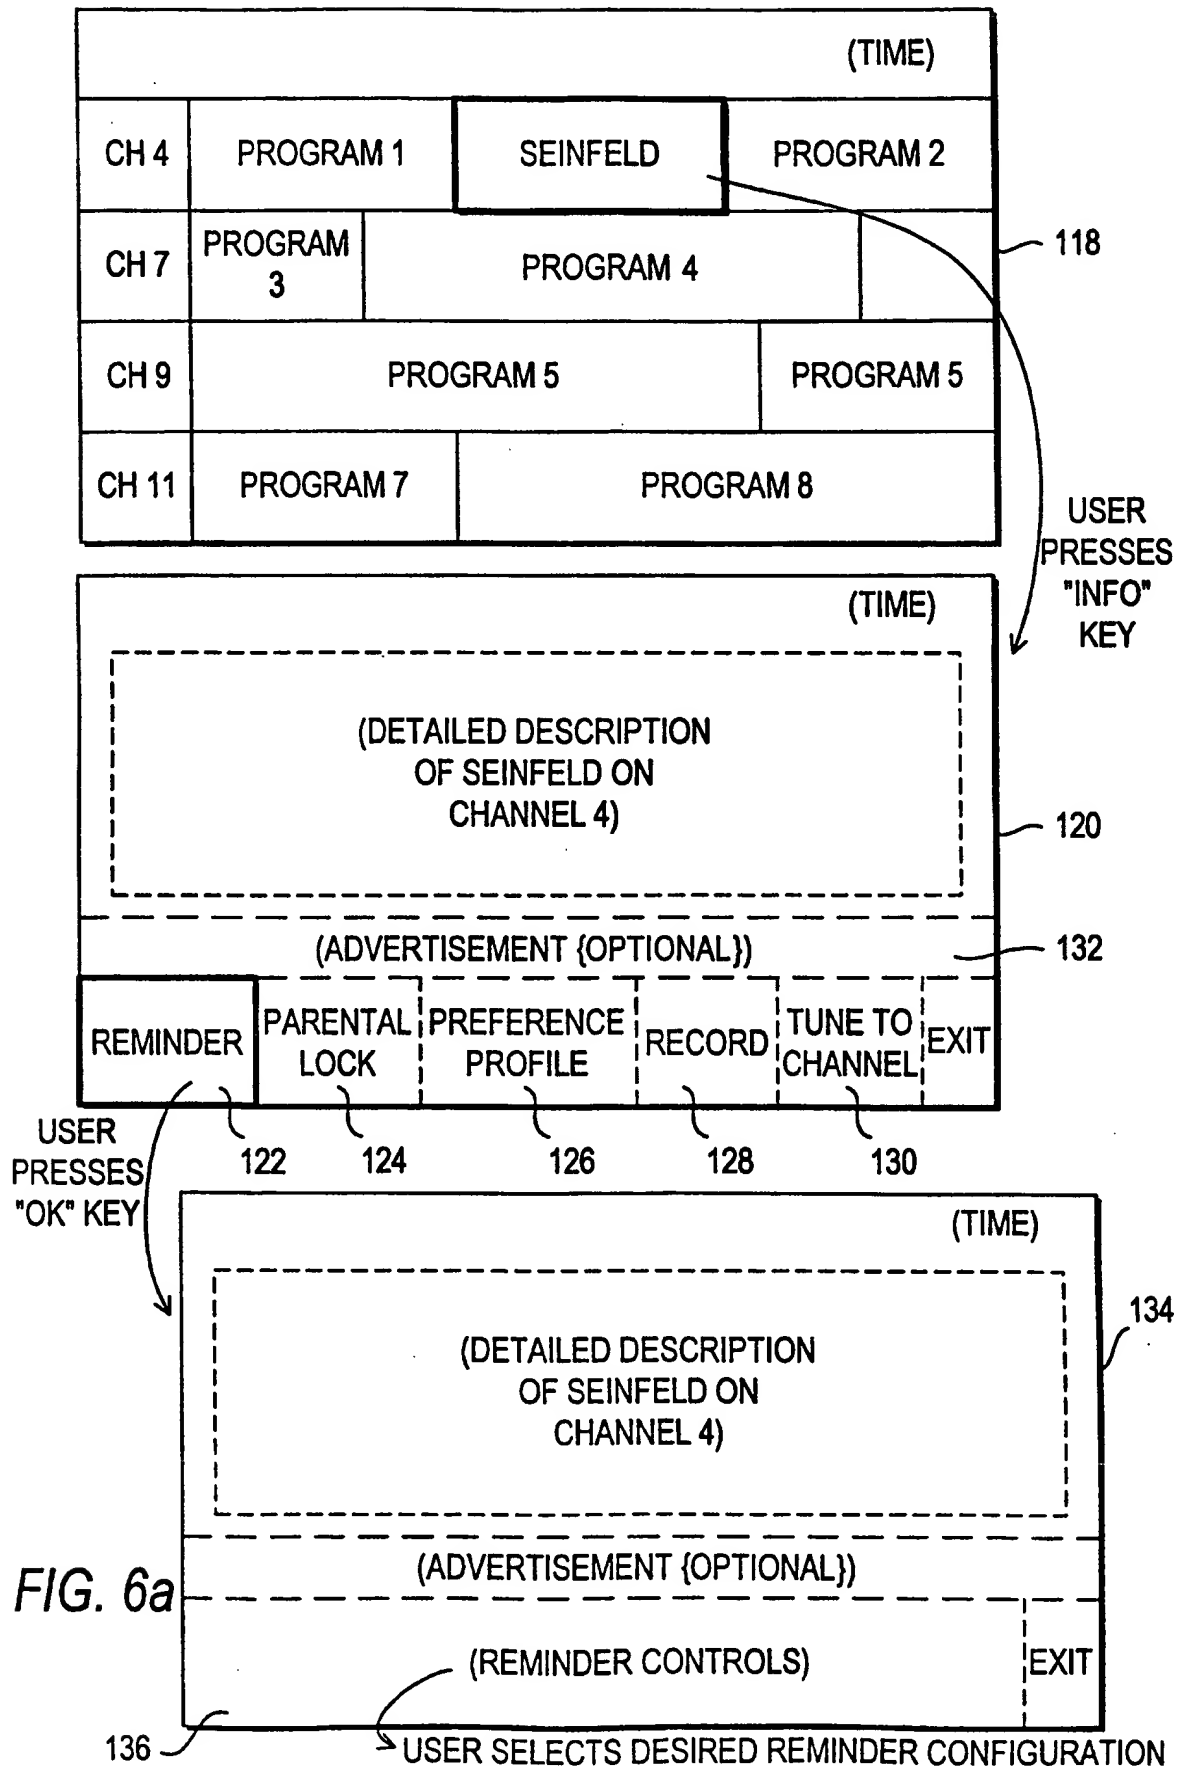 (TIME)
CH 4 PROGRAM 1 SEINFELD PROGRAM 2
CH 7 PROGRAM 3 PROGRAM 4
118
CH 9 PROGRAM 5 PROGRAM 5
CH 11 PROGRAM 7 PROGRAM 8
USER
PRESSES
"INFO"
KEY
(TIME)
(DETAILED DESCRIPTION
OF SEINFELD ON
CHANNEL 4)
120
(ADVERTISEMENT {OPTIONAL})
132
REMINDER
PARENTAL
LOCK
PREFERENCE
PROFILE
RECORD
TUNE TO
CHANNEL
EXIT
USER
PRESSES
"OK" KEY
122 124 126 128 130
(TIME)
134
(DETAILED DESCRIPTION
OF SEINFELD ON
CHANNEL 4)
(ADVERTISEMENT {OPTIONAL})
FIG. 6a
(REMINDER CONTROLS)
EXIT
136
USER SELECTS DESIRED REMINDER CONFIGURATION